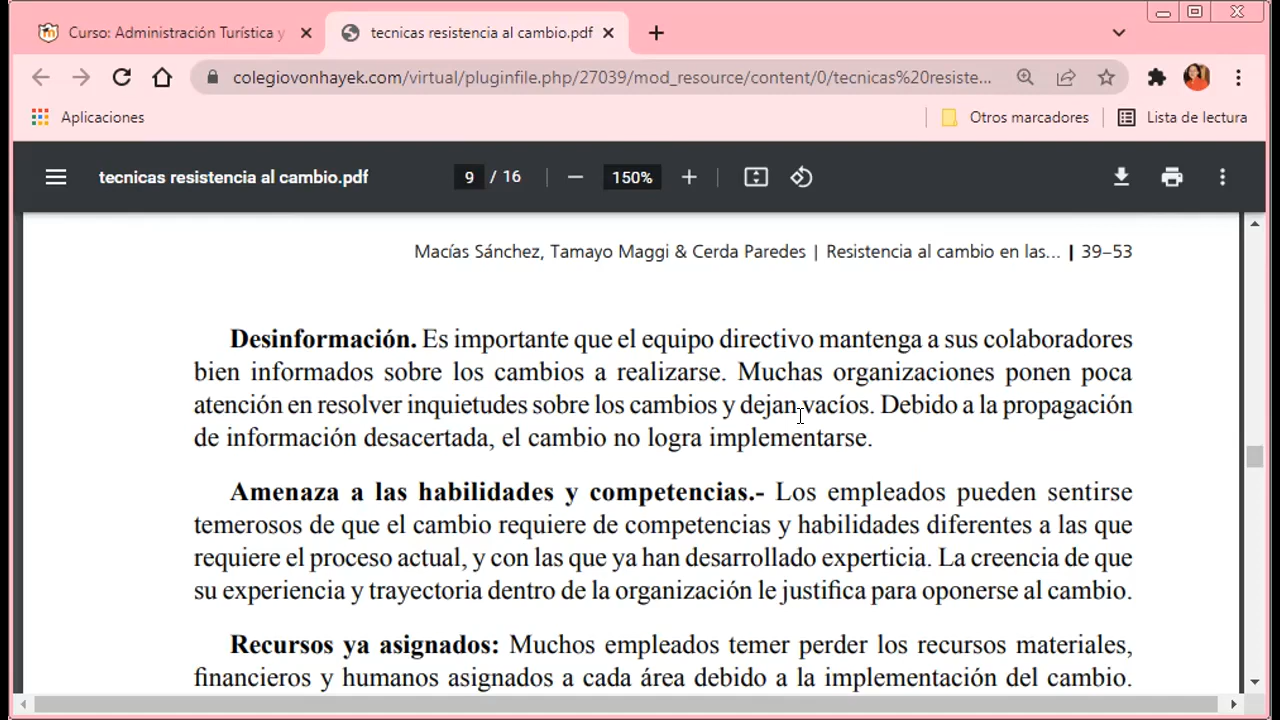 Curso: Administración Turística y
tecnicas resistencia al cambio.pdf
colegiovonhayek.com/virtual/pluginfile.php/27039/mod_resource/content/0/tecnicas%20resiste...
Aplicaciones
Otros marcadores
Lista de lectura
tecnicas resistencia al cambio.pdf
9 / 16
150%
Macías Sánchez, Tamayo Maggi & Cerda Paredes | Resistencia al cambio en las... | 39–53
Desinformación. Es importante que el equipo directivo mantenga a sus colaboradores
bien informados sobre los cambios a realizarse. Muchas organizaciones ponen poca
atención en resolver inquietudes sobre los cambios y dejan vacíos. Debido a la propagación
de información desacertada, el cambio no logra implementarse.
Amenaza a las habilidades y competencias.- Los empleados pueden sentirse
temerosos de que el cambio requiere de competencias y habilidades diferentes a las que
requiere el proceso actual, y con las que ya han desarrollado experticia. La creencia de que
su experiencia y trayectoria dentro de la organización le justifica para oponerse al cambio.
Recursos ya asignados: Muchos empleados temer perder los recursos materiales,
financieros y humanos asignados a cada área debido a la implementación del cambio.